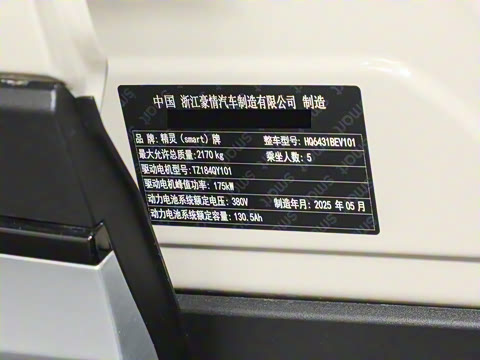 中国 浙江豪情汽车制造有限公司 制造
品 牌:精灵(smart)牌 整车型号:HQ6431BEV101
最大允许总质量:2170 kg 乘坐人数:5
驱动电机型号:TZ184QY101
驱动电机峰值功率:175kW
动力电池系统额定电压:380V 制造年月:2025 年 05 月
动力电池系统额定容量:130.5Ah